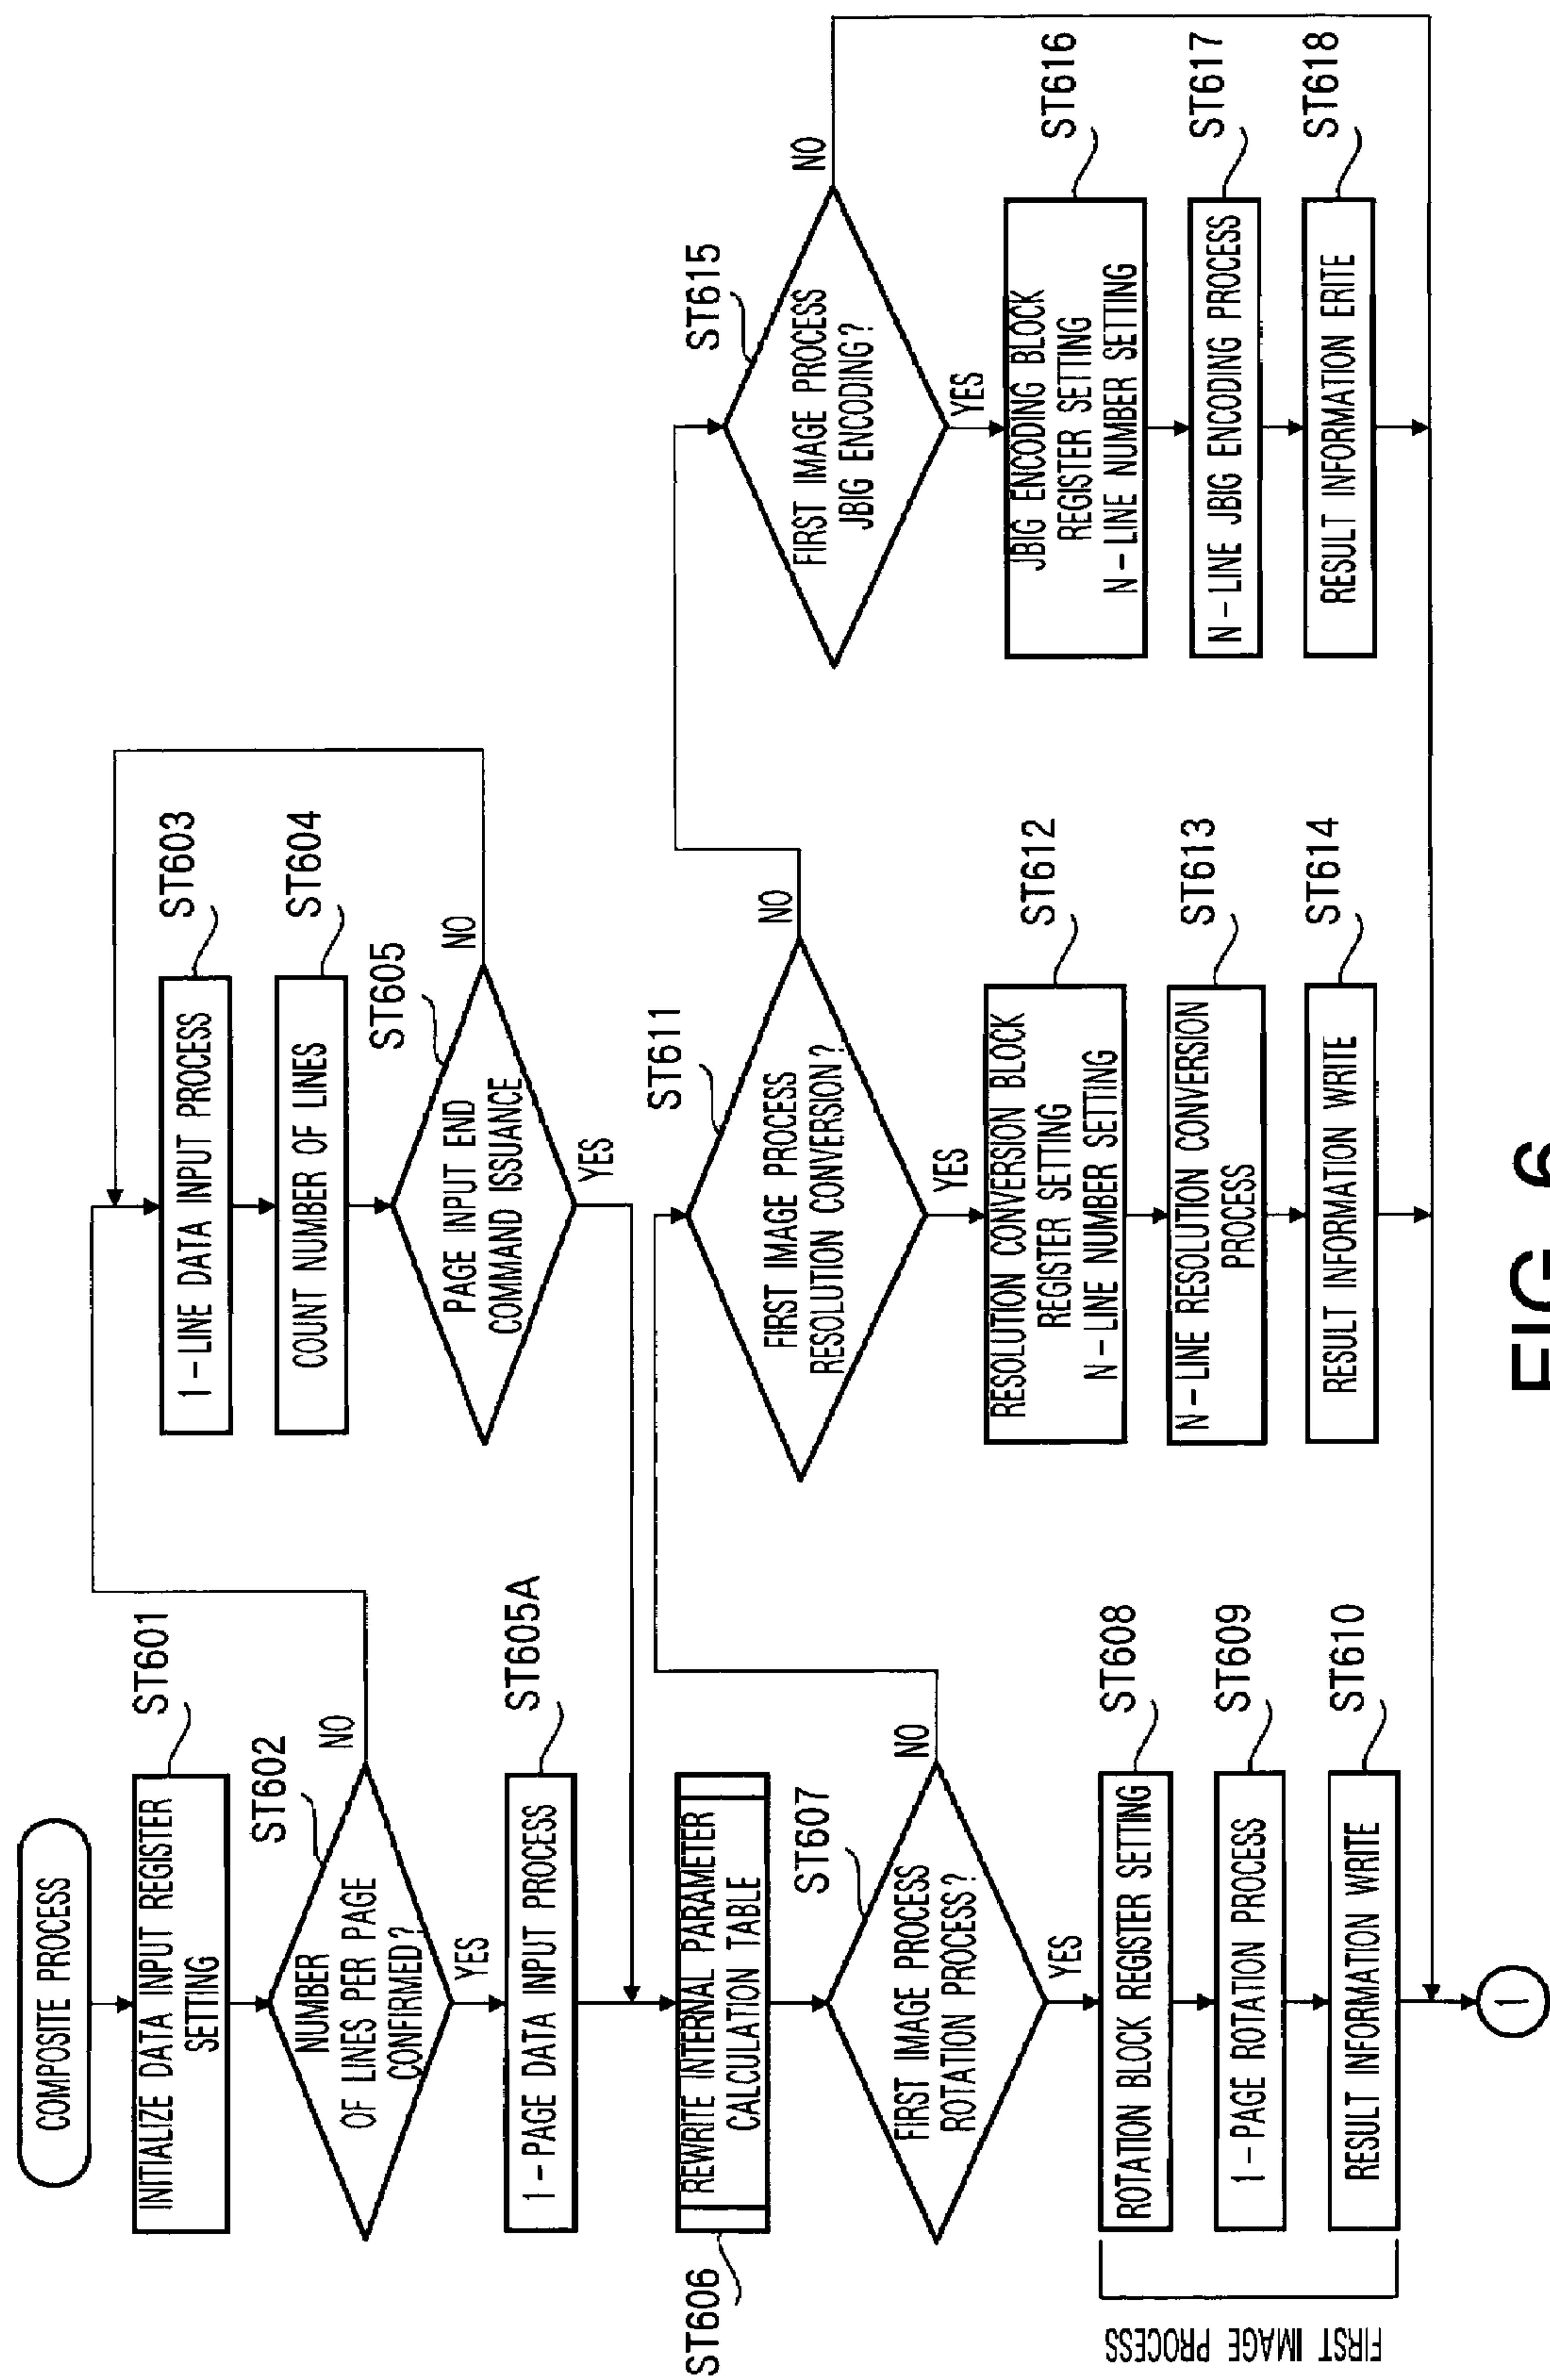 COMPOSITE PROCESS
INITIALIZE DATA INPUT REGISTER
SETTING
ST601
NUMBER
OF LINES PER PAGE
CONFIRMED?
ST602
NO
YES
1-PAGE DATA INPUT PROCESS
ST605A
1-LINE DATA INPUT PROCESS
ST603
COUNT NUMBER OF LINES
ST604
PAGE INPUT END
COMMAND ISSUANCE
ST605
NO
YES
REWRITE INTERNAL PARAMETER
CALCULATION TABLE
ST606
FIRST IMAGE PROCESS
ROTATION PROCESS?
ST607
NO
YES
ROTATION BLOCK REGISTER SETTING
ST608
1-PAGE ROTATION PROCESS
ST609
RESULT INFORMATION WRITE
ST610
FIRST IMAGE PROCESS
FIRST IMAGE PROCESS
RESOLUTION CONVERSION?
ST611
NO
YES
RESOLUTION CONVERSION BLOCK
REGISTER SETTING
N-LINE NUMBER SETTING
ST612
N-LINE RESOLUTION CONVERSION
PROCESS
ST613
RESULT INFORMATION WRITE
ST614
FIRST IMAGE PROCESS
JBIG ENCODING?
ST615
NO
YES
JBIG ENCODING BLOCK
REGISTER SETTING
N-LINE NUMBER SETTING
ST616
N-LINE JBIG ENCODING PROCESS
ST617
RESULT INFORMATION ERITE
ST618
1
FIG. 6